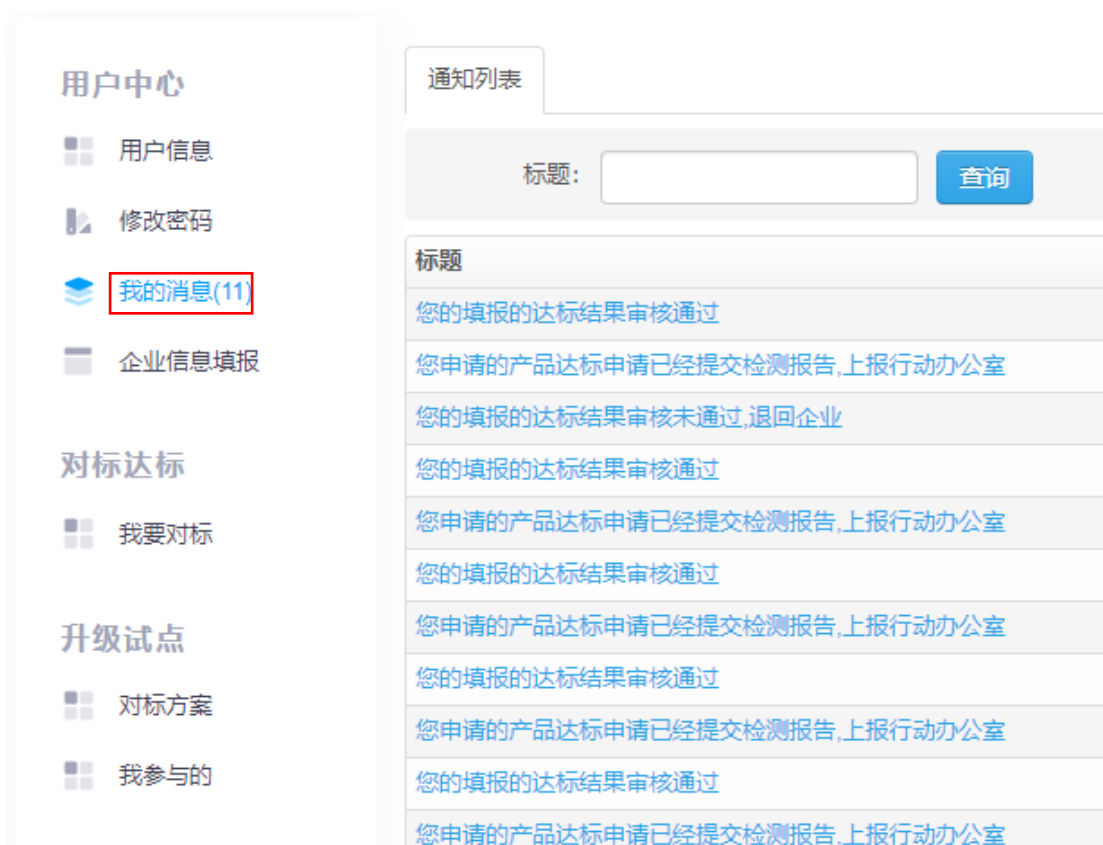 用户中心
用户信息
修改密码
我的消息(11)
企业信息填报
对标达标
我要对标
升级试点
对标方案
我参与的
通知列表
标题:
查询
标题
您的填报的达标结果审核通过
您申请的产品达标申请已经提交检测报告,上报行动办公室
您的填报的达标结果审核未通过,退回企业
您的填报的达标结果审核通过
您申请的产品达标申请已经提交检测报告,上报行动办公室
您的填报的达标结果审核通过
您申请的产品达标申请已经提交检测报告,上报行动办公室
您的填报的达标结果审核通过
您申请的产品达标申请已经提交检测报告,上报行动办公室
您的填报的达标结果审核通过
您申请的产品达标申请已经提交检测报告,上报行动办公室